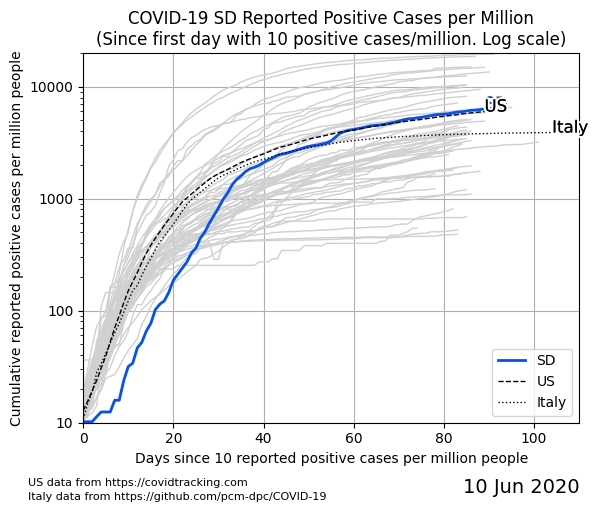 COVID-19 SD Reported Positive Cases per Million
(Since first day with 10 positive cases/million. Log scale)
Cumulative reported positive cases per million people
10000
1000
100
10
US
Italy
SD
US
Italy
0
20
40
60
80
100
Days since 10 reported positive cases per million people
US data from https://covidtracking.com
Italy data from https://github.com/pcm-dpc/COVID-19
10 Jun 2020